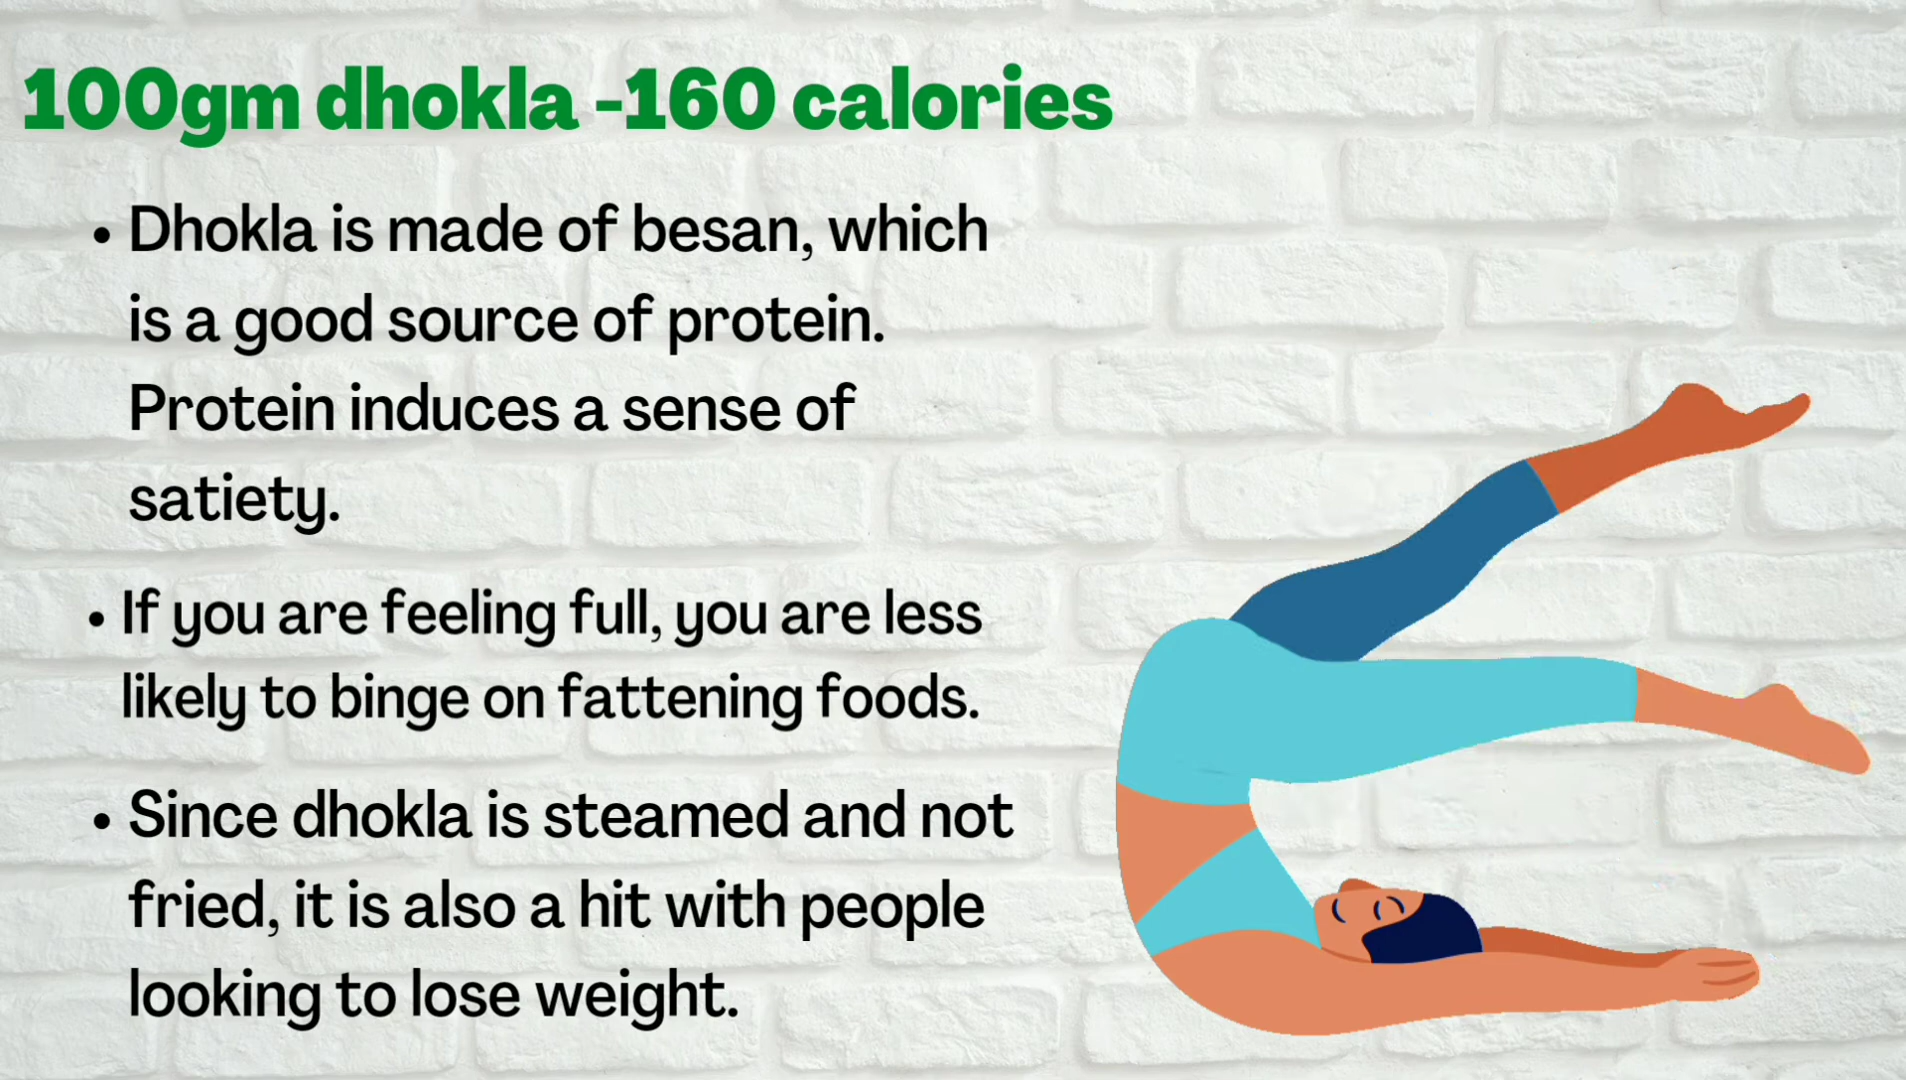 100gm dhokla -160 calories
• Dhokla is made of besan, which
is a good source of protein.
Protein induces a sense of
satiety.
• If you are feeling full, you are less
likely to binge on fattening foods.
• Since dhokla is steamed and not
fried, it is also a hit with people
looking to lose weight.